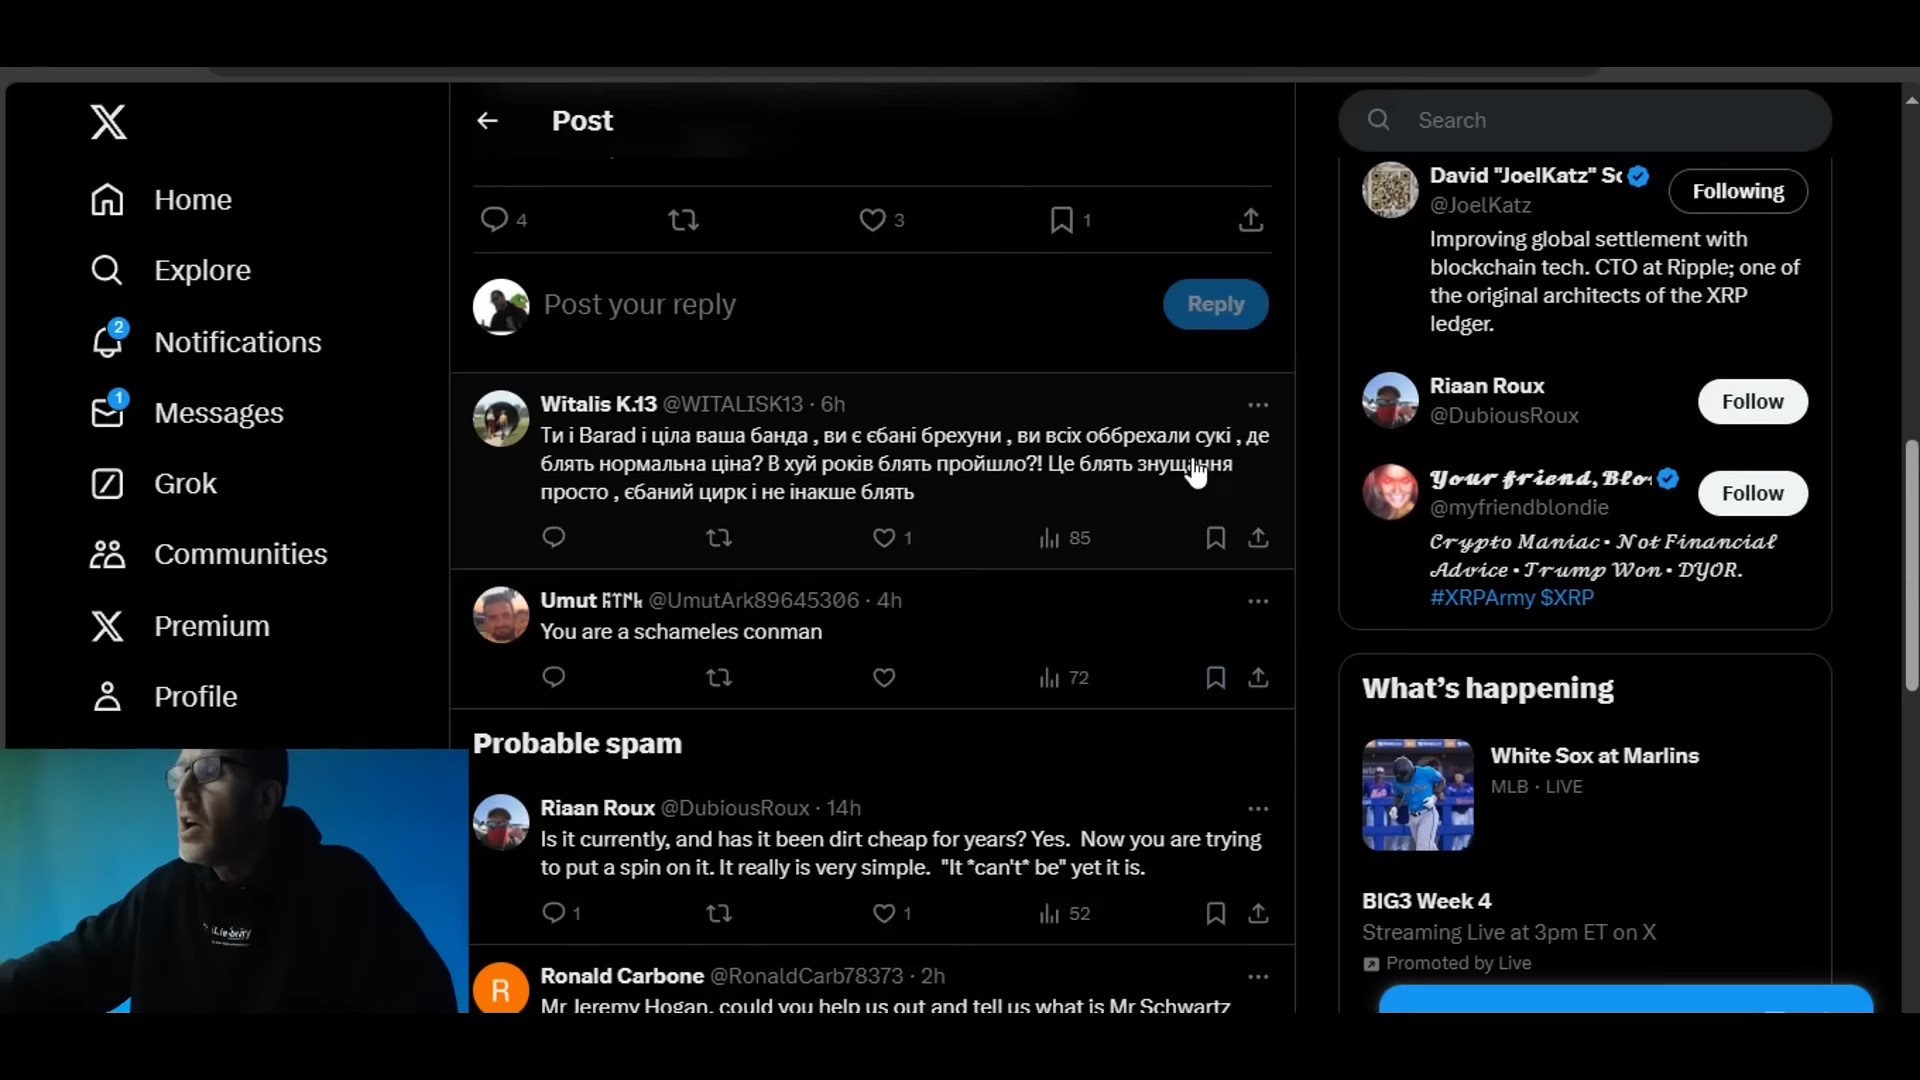 Post
Search
Home
Explore
2
Notifications
1
Messages
Grok
Communities
Premium
Profile
4
3
1
Post your reply
Reply
Witalis K.13 @WITALISK13 · 6h
Ти і Barad і ціла ваша банда , ви є єбані брехуни , ви всіх оббрехали сукі , де
блять нормальна ціна? В хуй років блять пройшло?! Це блять знущання
просто , єбаний цирк і не інакше блять
1
85
Umut @UmutArk89645306 · 4h
You are a schameles conman
72
Probable spam
Riaan Roux @DubiousRoux · 14h
Is it currently, and has it been dirt cheap for years? Yes. Now you are trying
to put a spin on it. It really is very simple. "It *can't* be" yet it is.
1
1
52
R
Ronald Carbone @RonaldCarb78373 · 2h
Mr Jeremy Hogan, could you help us out and tell us what is Mr Schwartz
David "JoelKatz" Sc
@JoelKatz
Following
Improving global settlement with
blockchain tech. CTO at Ripple; one of
the original architects of the XRP
ledger.
Riaan Roux
@DubiousRoux
Follow
𝒀𝒐𝒖𝒓 𝒇𝒓𝒊𝒆𝒏𝒅, 𝑩𝒍𝒐
@myfriendblondie
Follow
Crypto Maniac • Not Financial
Advice • Trump Won • DYOR.
#XRPArmy $XRP
What's happening
White Sox at Marlins
MLB · LIVE
BIG3 Week 4
Streaming Live at 3pm ET on X
Promoted by Live